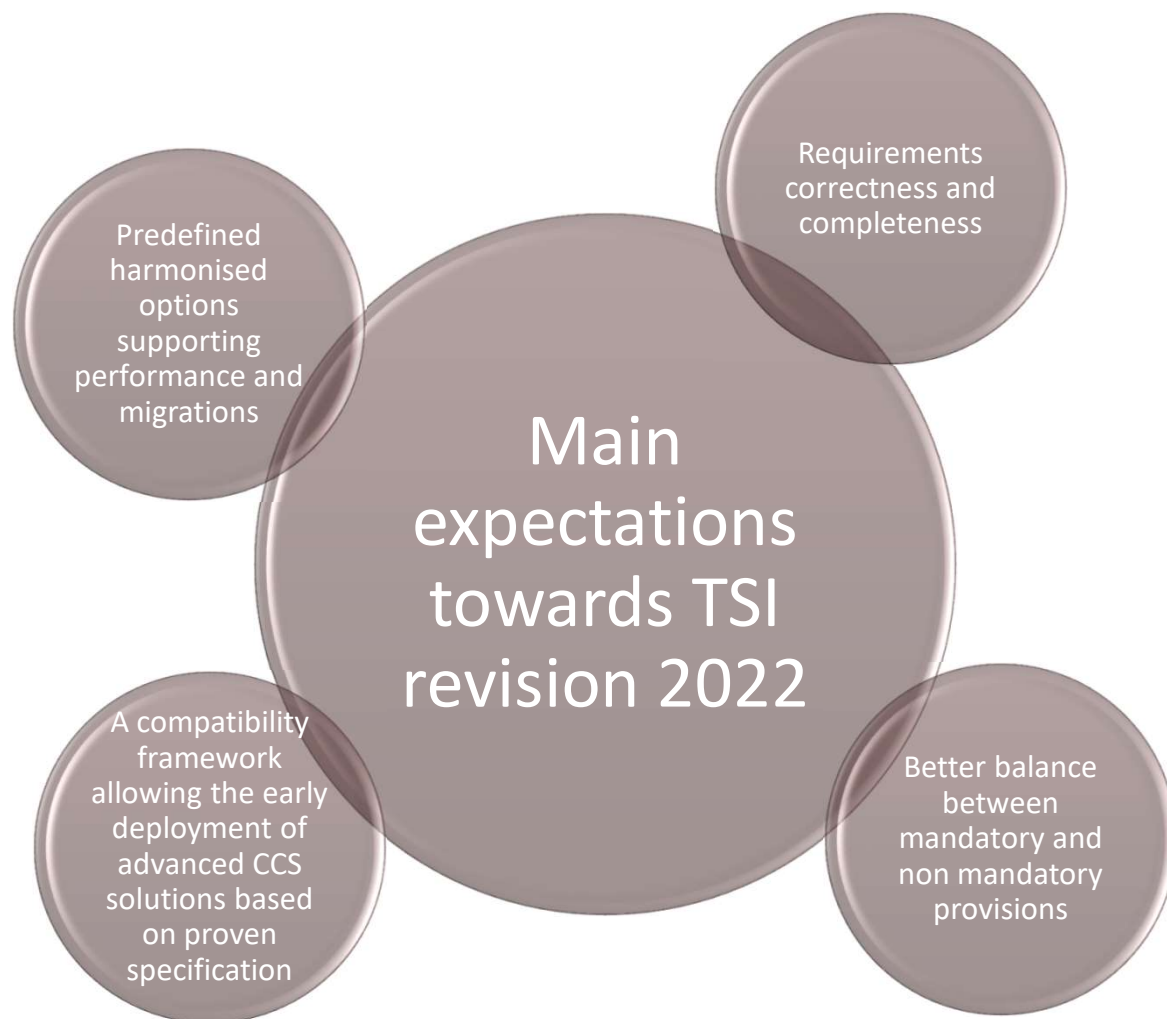 Requirements
correctness and
completeness
Predefined
harmonised
options
supporting
performance and
migrations
Main
expectations
towards TSI
revision 2022
A compatibility
framework
allowing the early
deployment of
advanced CCS
solutions based
on proven
specification
Better balance
between
mandatory and
non mandatory
provisions